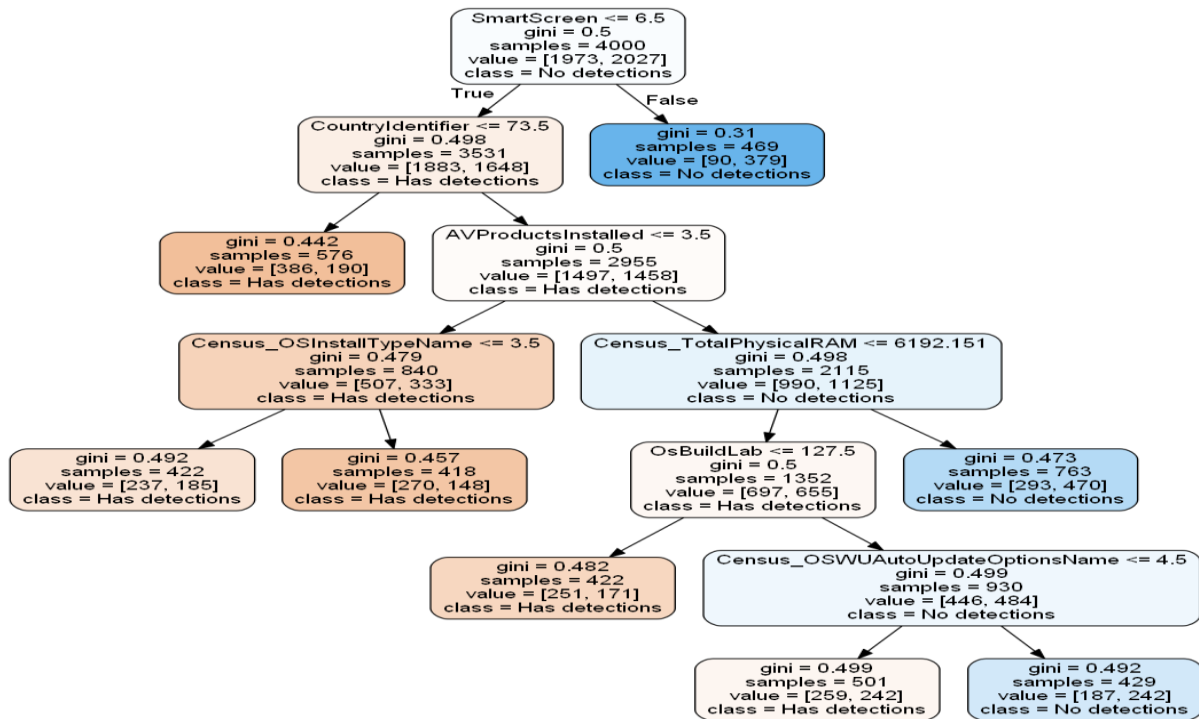 SmartScreen <= 6.5
gini = 0.5
samples = 4000
value = [1973, 2027]
class = No detections
True
False
CountryIdentifier <= 73.5
gini = 0.498
samples = 3531
value = [1883, 1648]
class = Has detections
gini = 0.31
samples = 469
value = [90, 379]
class = No detections
gini = 0.442
samples = 576
value = [386, 190]
class = Has detections
AVProductsInstalled <= 3.5
gini = 0.5
samples = 2955
value = [1497, 1458]
class = Has detections
Census_OSInstallTypeName <= 3.5
gini = 0.479
samples = 840
value = [507, 333]
class = Has detections
Census_TotalPhysicalRAM <= 6192.151
gini = 0.498
samples = 2115
value = [990, 1125]
class = No detections
gini = 0.492
samples = 422
value = [237, 185]
class = Has detections
gini = 0.457
samples = 418
value = [270, 148]
class = Has detections
OsBuildLab <= 127.5
gini = 0.5
samples = 1352
value = [697, 655]
class = Has detections
gini = 0.473
samples = 763
value = [293, 470]
class = No detections
gini = 0.482
samples = 422
value = [251, 171]
class = Has detections
Census_OSWUAutoUpdateOptionsName <= 4.5
gini = 0.499
samples = 930
value = [446, 484]
class = No detections
gini = 0.499
samples = 501
value = [259, 242]
class = Has detections
gini = 0.492
samples = 429
value = [187, 242]
class = No detections